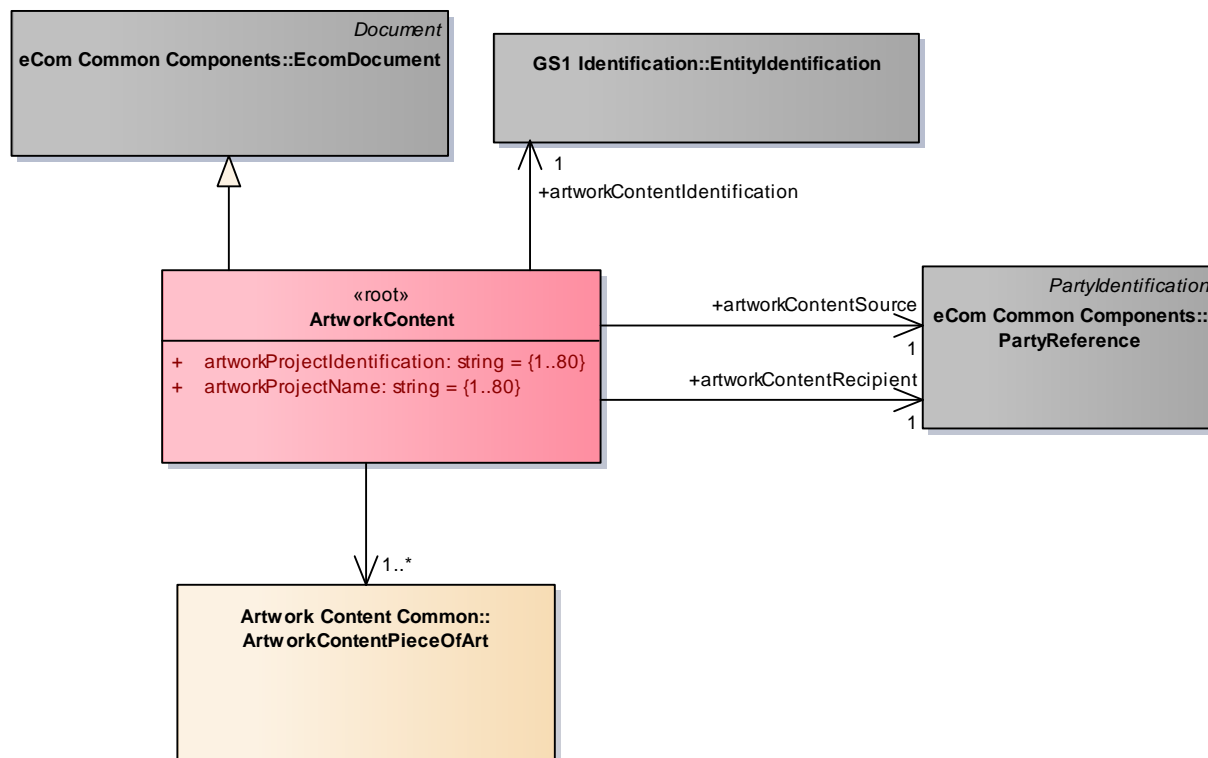 Document
eCom Common Components::EcomDocument
GS1 Identification::EntityIdentification
1
+artworkContentIdentification
«root»
ArtworkContent
+ artworkProjectIdentification: string = {1..80}
+ artworkProjectName: string = {1..80}
+artworkContentSource
1
+artworkContentRecipient
1
PartyIdentification
eCom Common Components::
PartyReference
1..*
Artwork Content Common::
ArtworkContentPieceOfArt